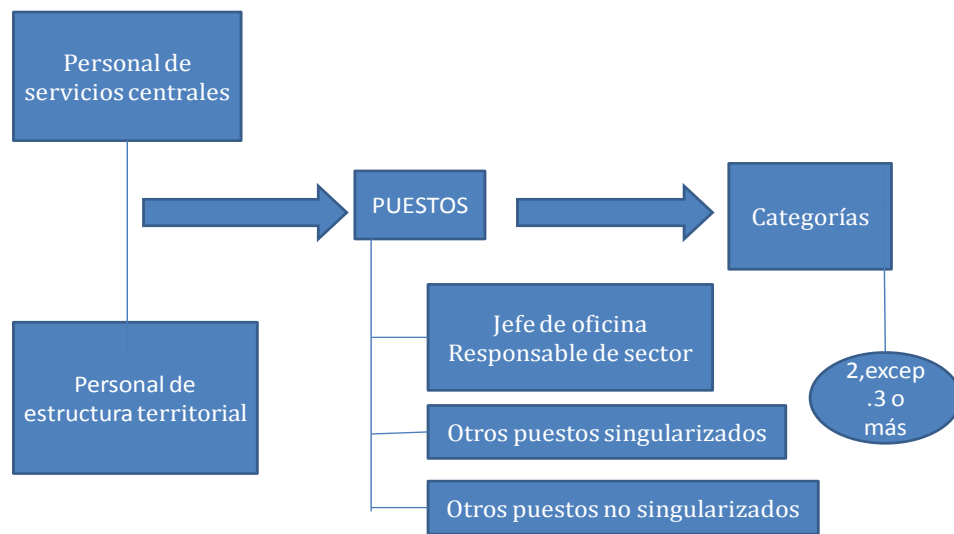 Personal de
servicios centrales
PUESTOS
Categorías
Jefe de oficina
Responsable de sector
Personal de
estructura territorial
2,excep
.3 o
más
Otros puestos singularizados
Otros puestos no singularizados